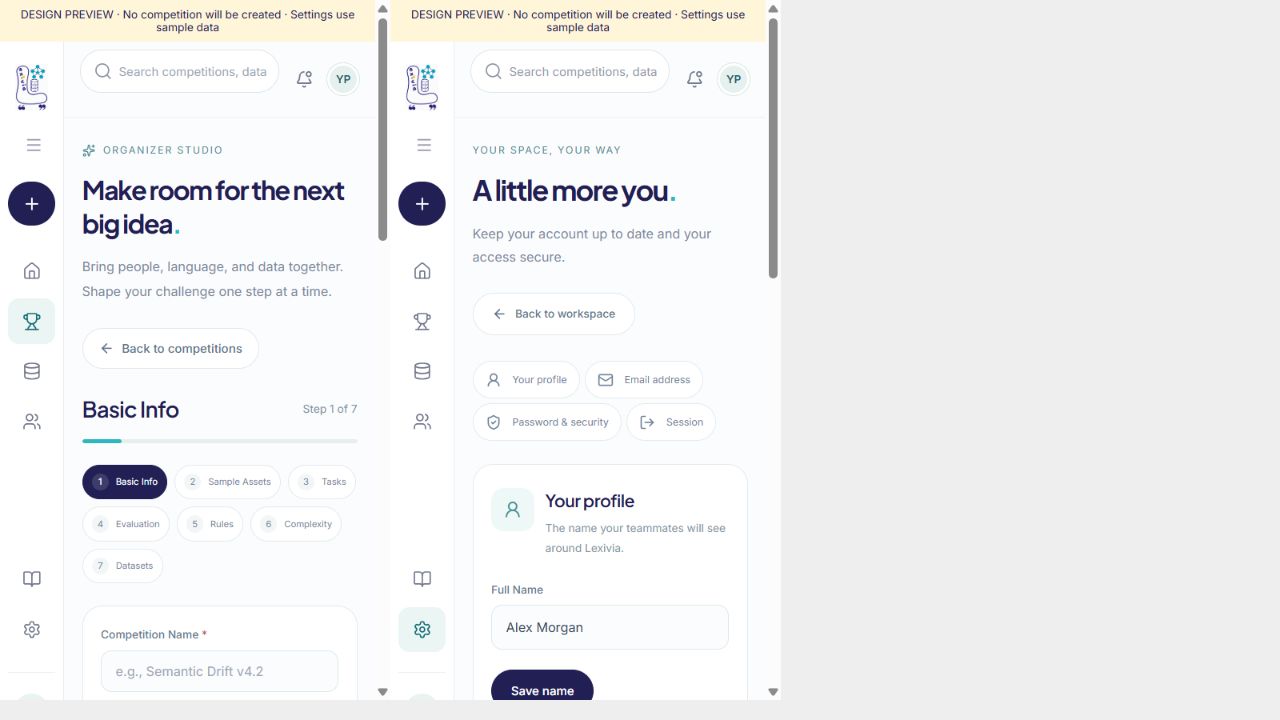 DESIGN PREVIEW · No competition will be created · Settings use
sample data
Search competitions, data
YP
ORGANIZER STUDIO
Make room for the next
big idea.
Bring people, language, and data together.
Shape your challenge one step at a time.
Back to competitions
Basic Info
Step 1 of 7
1 Basic Info
2 Sample Assets
3 Tasks
4 Evaluation
5 Rules
6 Complexity
7 Datasets
Competition Name *
e.g., Semantic Drift v4.2
DESIGN PREVIEW · No competition will be created · Settings use
sample data
Search competitions, data
YP
YOUR SPACE, YOUR WAY
A little more you.
Keep your account up to date and your
access secure.
Back to workspace
Your profile
Email address
Password & security
Session
Your profile
The name your teammates will see
around Lexivia.
Full Name
Alex Morgan
Save name